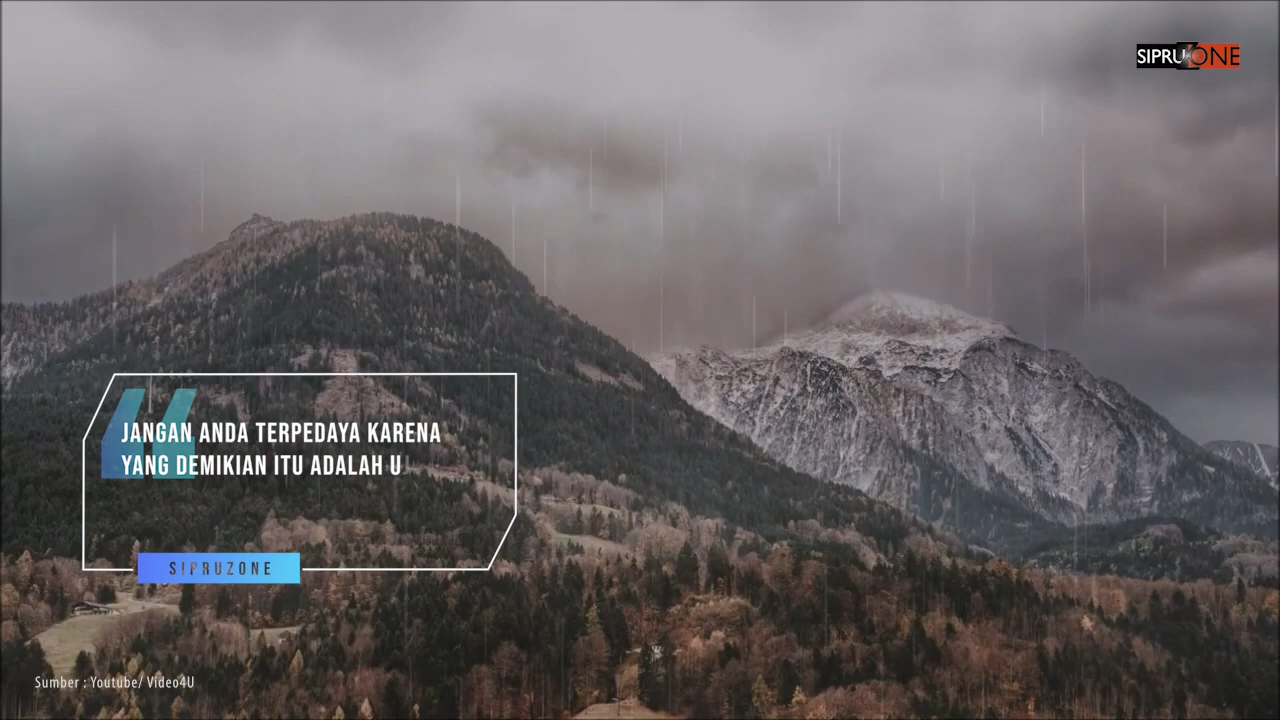 SIPRUZONE
JANGAN ANDA TERPEDAYA KARENA
YANG DEMIKIAN ITU ADALAH U
SIPRUZONE
Sumber : Youtube/ Video4U